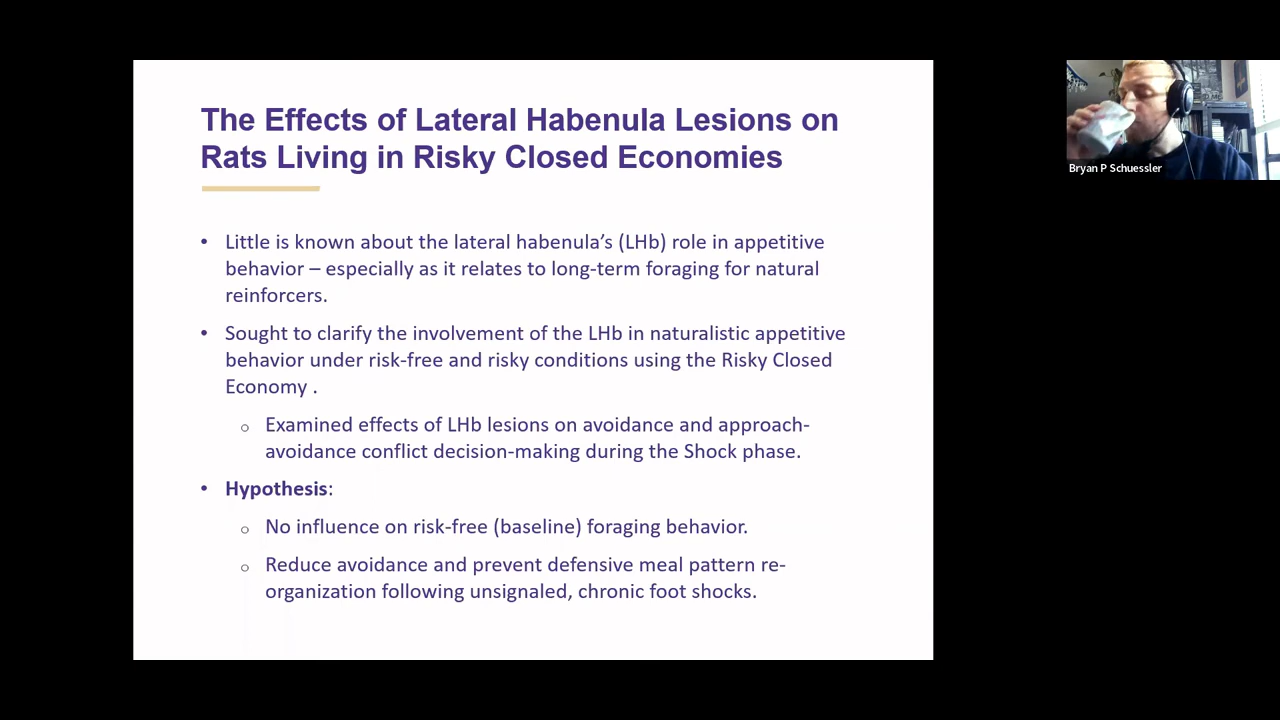 The Effects of Lateral Habenula Lesions on
Rats Living in Risky Closed Economies
• Little is known about the lateral habenula’s (LHb) role in appetitive
behavior – especially as it relates to long-term foraging for natural
reinforcers.
• Sought to clarify the involvement of the LHb in naturalistic appetitive
behavior under risk-free and risky conditions using the Risky Closed
Economy .
o Examined effects of LHb lesions on avoidance and approach-
avoidance conflict decision-making during the Shock phase.
• Hypothesis:
o No influence on risk-free (baseline) foraging behavior.
o Reduce avoidance and prevent defensive meal pattern re-
organization following unsignaled, chronic foot shocks.
Bryan P Schuessler